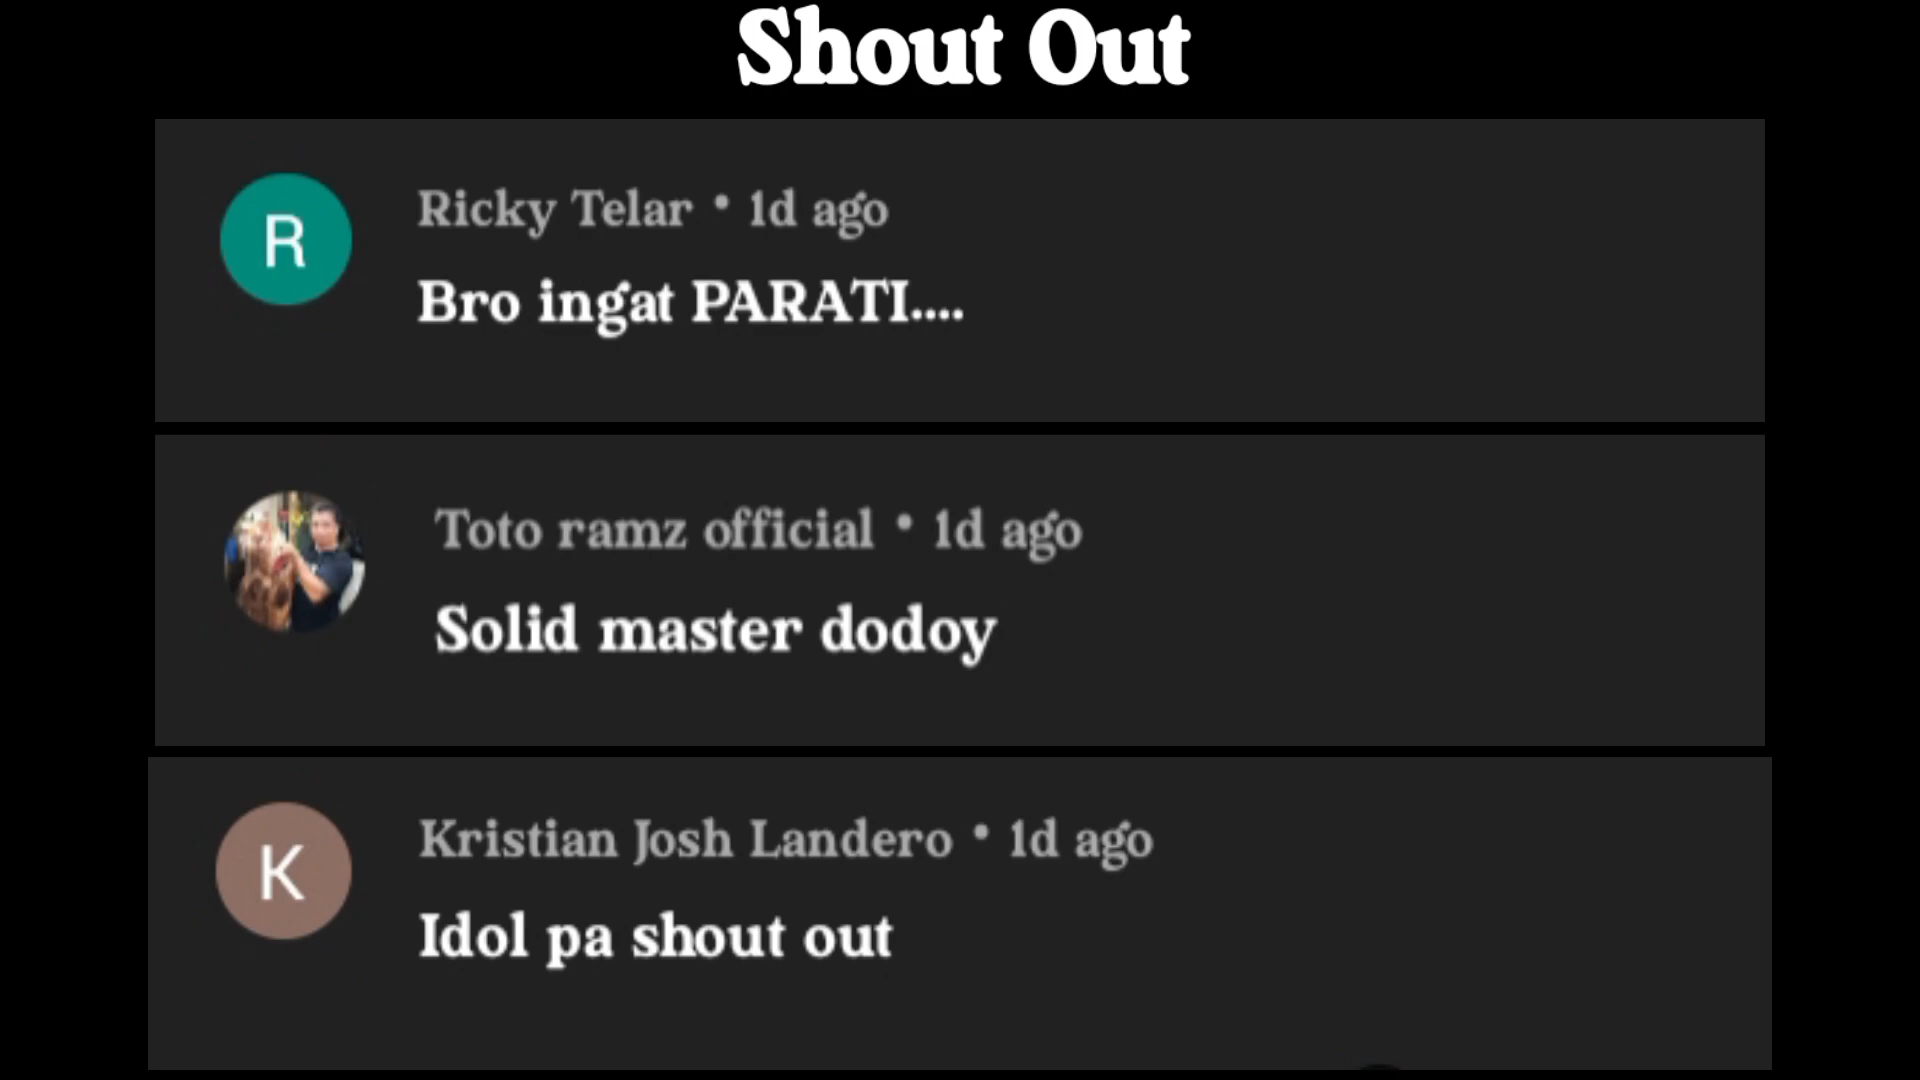 Shout Out
R
Ricky Telar • 1d ago
Bro ingat PARATI....
Toto ramz official • 1d ago
Solid master dodoy
K
Kristian Josh Landero • 1d ago
Idol pa shout out